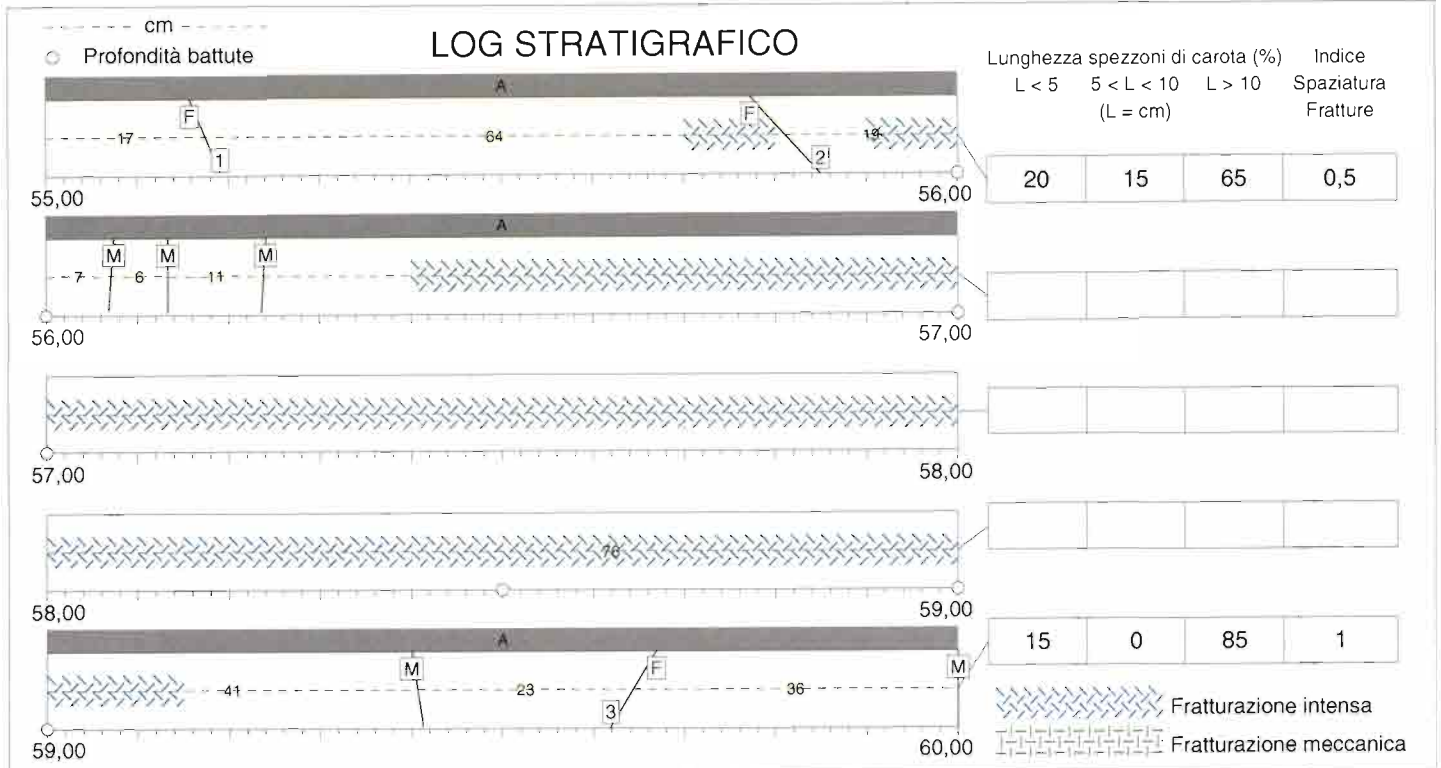 cm
Profondità battute
LOG STRATIGRAFICO
Lunghezza spezzoni di carota (%)
Indice
L < 5
5 < L < 10
L > 10
Spaziatura
(L = cm)
Fratture
A
F
F
17
64
19
1
2
55,00
56,00
20
15
65
0,5
A
M
M
M
7
6
11
56,00
57,00
57,00
58,00
76
58,00
59,00
A
15
0
85
1
M
F
M
41
23
36
3
59,00
60,00
Fratturazione intensa
Fratturazione meccanica